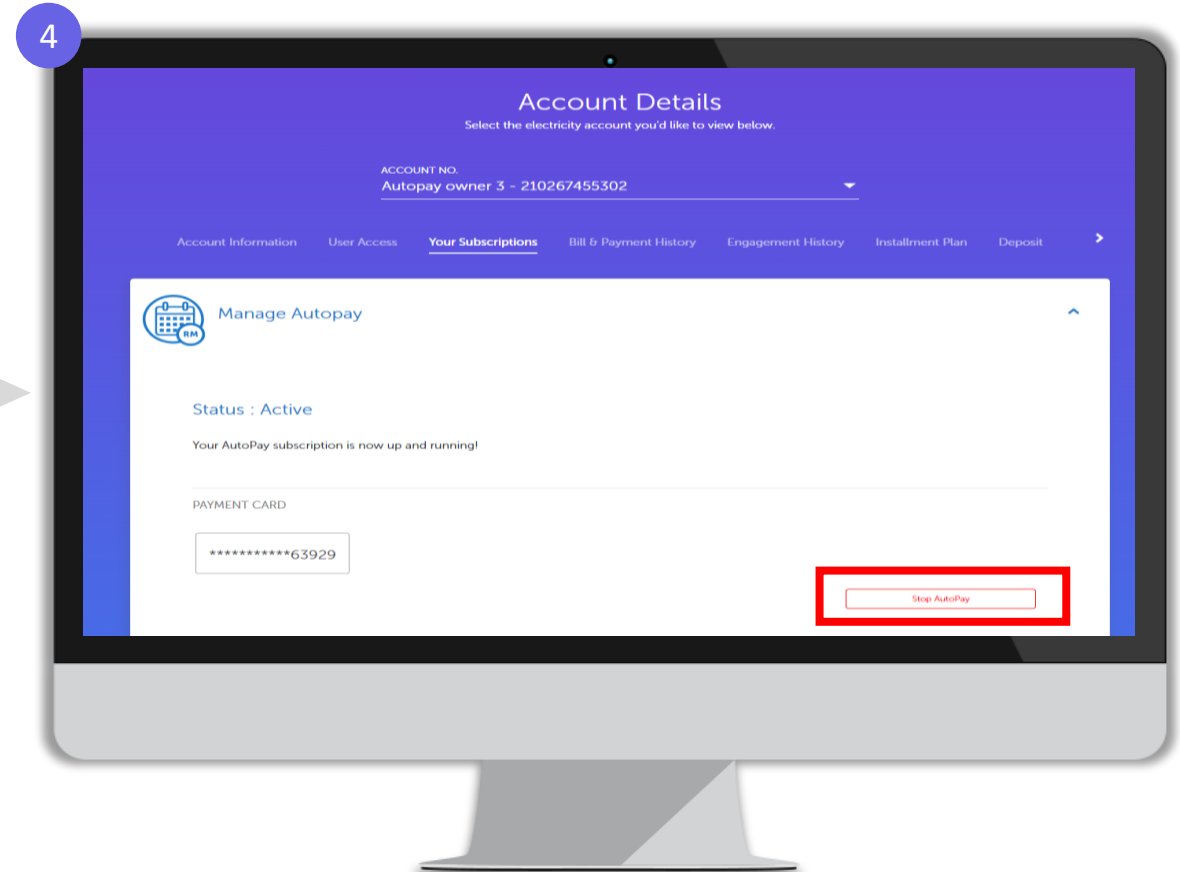 4
Account Details
Select the electricity account you'd like to view below.
ACCOUNT NO.
Autopay owner 3 - 210267455302
Account Information User Access Your Subscriptions Bill & Payment History Engagement History Installment Plan Deposit
Manage Autopay
RM
Status : Active
Your AutoPay subscription is now up and running!
PAYMENT CARD
***********63929
Stop AutoPay